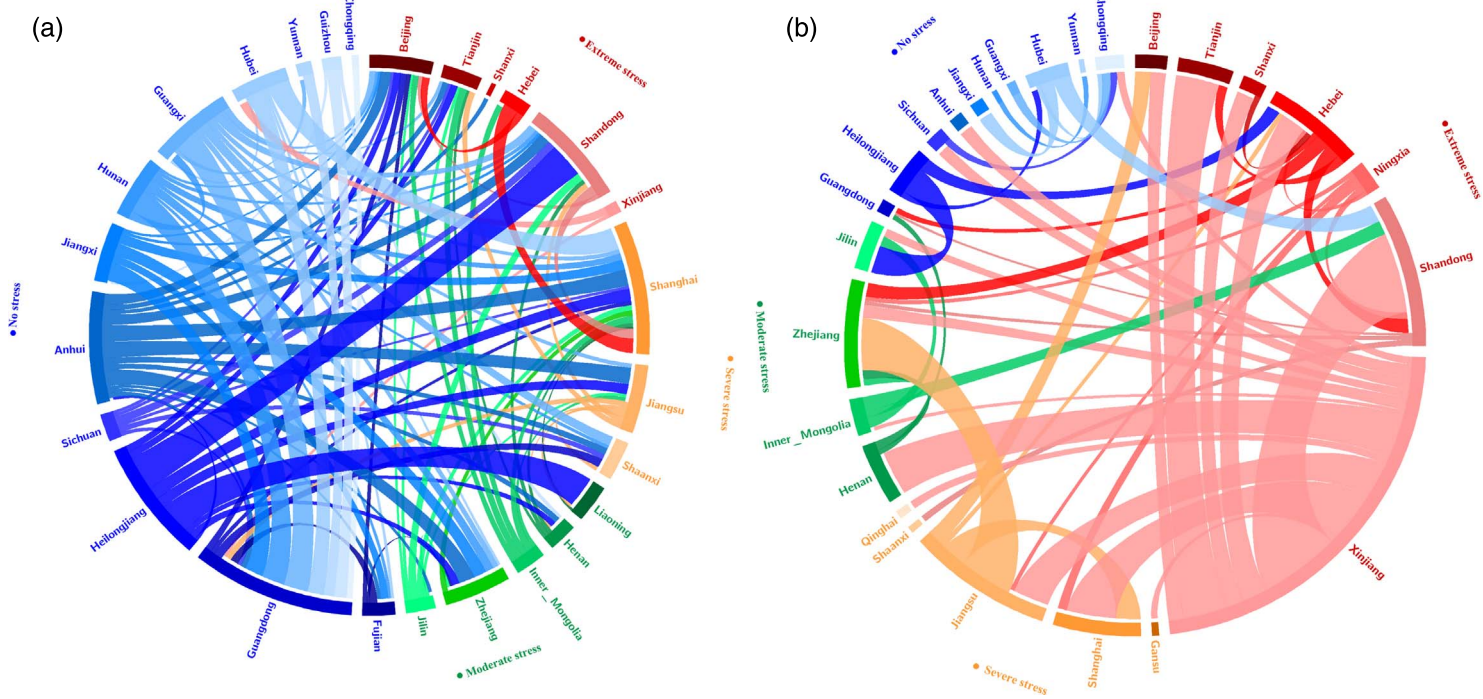 (a)
Beijing
Tianjin
Shanxi
Hebei
● Extreme stress
Shandong
Xinjiang
Shanghai
● Severe stress
Jiangsu
Shaanxi
Liaoning
Henan
Inner_Mongolia
Zhejiang
● Moderate stress
Jilin
Fujian
Guangdong
Heilongjiang
Sichuan
Anhui
● No stress
Jiangxi
Hunan
Guangxi
Hubei
Yunnan
Guizhou
Chongqing
(b)
Beijing
Tianjin
Shanxi
Hebei
Ningxia
● Extreme stress
Shandong
Xinjiang
Gansu
Shanghai
● Severe stress
Jiangsu
Shaanxi
Qinghai
Henan
Inner_Mongolia
● Moderate stress
Zhejiang
Jilin
Guangdong
Heilongjiang
Sichuan
Anhui
● No stress
Jiangxi
Hunan
Guangxi
Hubei
Yunnan
hongqing